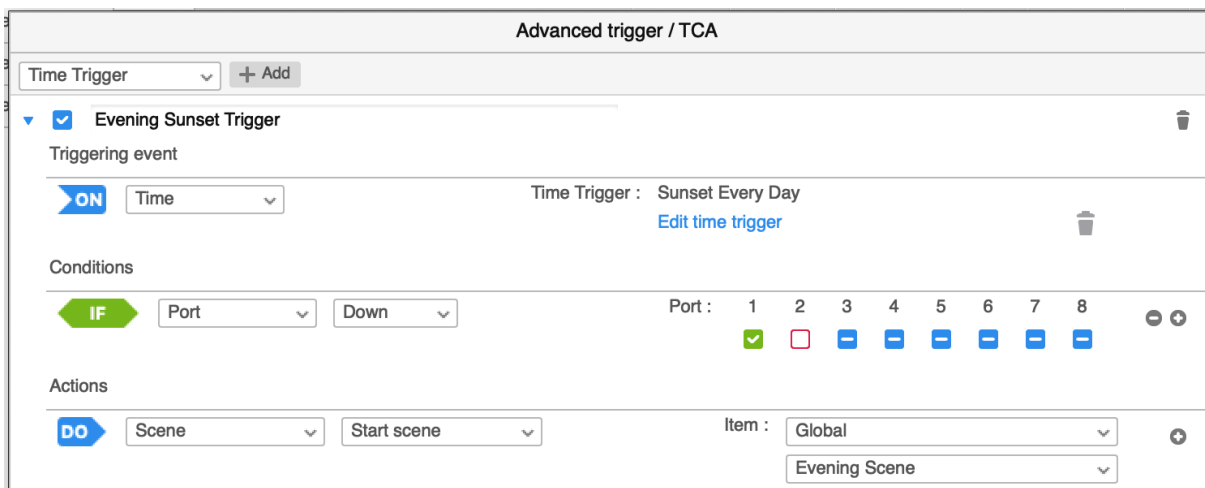 Advanced trigger / TCA
Time Trigger + Add
Evening Sunset Trigger
Triggering event
ON Time Time Trigger : Sunset Every Day
Edit time trigger
Conditions
IF Port Down Port : 1 2 3 4 5 6 7 8
Actions
DO Scene Start scene Item : Global
Evening Scene